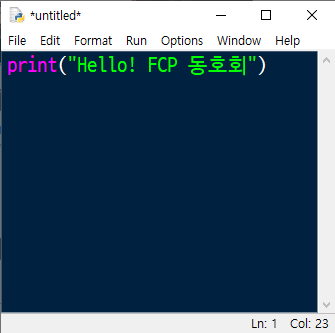 *untitled*
File Edit Format Run Options Window Help
print("Hello! FCP 동호회")
Ln: 1 Col: 23